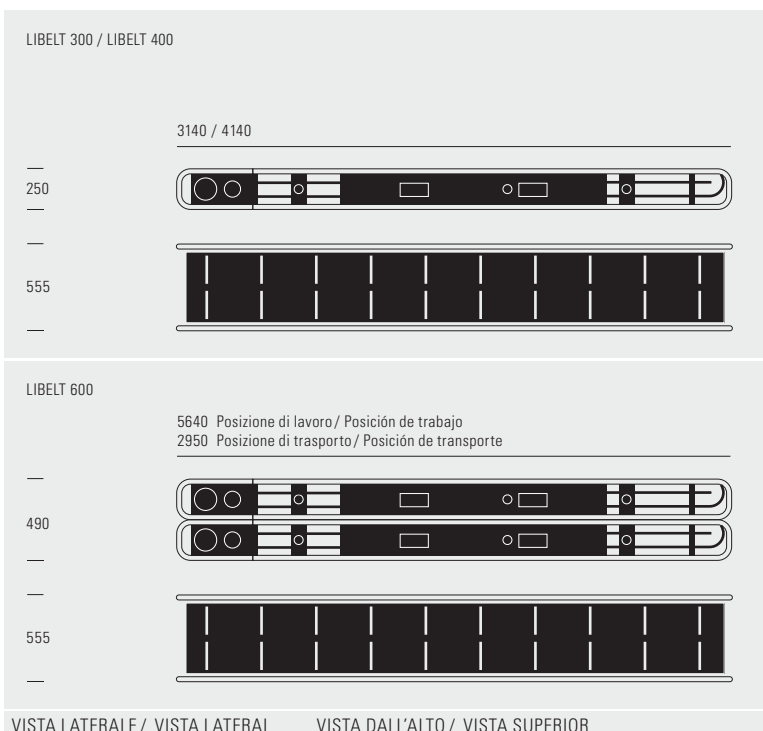 LIBELT 300 / LIBELT 400
3140 / 4140
250
555
LIBELT 600
5640 Posizione di lavoro / Posición de trabajo
2950 Posizione di trasporto / Posición de transporte
490
555
VISTA LATERALE / VISTA LATERAL
VISTA DALL'ALTO / VISTA SUPERIOR